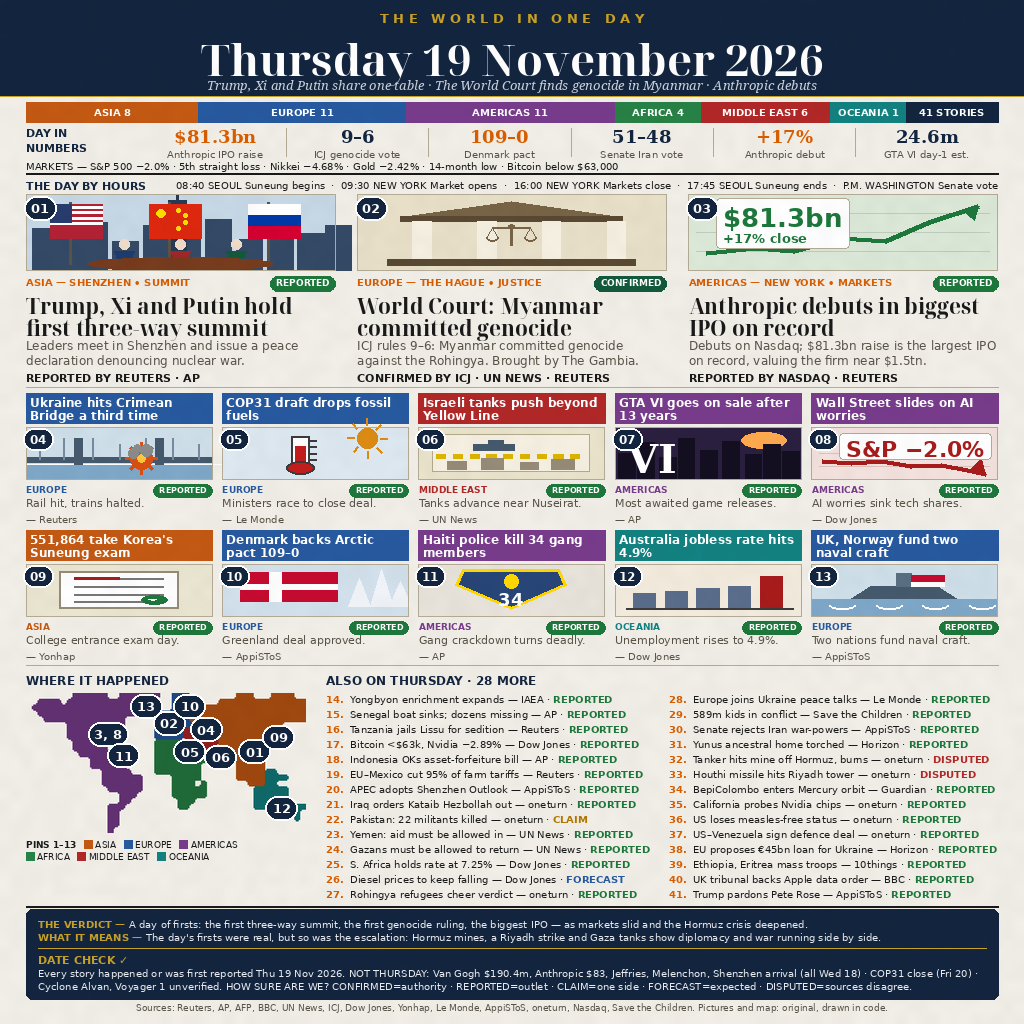 THE WORLD IN ONE DAY
Thursday 19 November 2026
Trump, Xi and Putin share one table · The World Court finds genocide in Myanmar · Anthropic debuts
ASIA 8 EUROPE 11 AMERICAS 11 AFRICA 4 MIDDLE EAST 6 OCEANIA 1 41 STORIES
DAY IN NUMBERS
$81.3bn
Anthropic IPO raise
9–6
ICJ genocide vote
109–0
Denmark pact
51–48
Senate Iran vote
+17%
Anthropic debut
24.6m
GTA VI day-1 est.
MARKETS — S&P 500 −2.0% · 5th straight loss · Nikkei −4.68% · Gold −2.42% · 14-month low · Bitcoin below $63,000
THE DAY BY HOURS 08:40 SEOUL Suneung begins · 09:30 NEW YORK Market opens · 16:00 NEW YORK Markets close · 17:45 SEOUL Suneung ends · P.M. WASHINGTON Senate vote
01
ASIA — SHENZHEN • SUMMIT REPORTED
Trump, Xi and Putin hold
first three-way summit
Leaders meet in Shenzhen and issue a peace
declaration denouncing nuclear war.
REPORTED BY REUTERS · AP
02
EUROPE — THE HAGUE • JUSTICE CONFIRMED
World Court: Myanmar
committed genocide
ICJ rules 9–6: Myanmar committed genocide
against the Rohingya. Brought by The Gambia.
CONFIRMED BY ICJ · UN NEWS · REUTERS
03
$81.3bn
+17% close
AMERICAS — NEW YORK • MARKETS REPORTED
Anthropic debuts in biggest
IPO on record
Debuts on Nasdaq; $81.3bn raise is the largest IPO
on record, valuing the firm near $1.5tn.
REPORTED BY NASDAQ · REUTERS
Ukraine hits Crimean
Bridge a third time
04
EUROPE REPORTED
Rail hit, trains halted.
— Reuters
COP31 draft drops fossil
fuels
05
EUROPE REPORTED
Ministers race to close deal.
— Le Monde
Israeli tanks push beyond
Yellow Line
06
MIDDLE EAST REPORTED
Tanks advance near Nuseirat.
— UN News
GTA VI goes on sale after
13 years
07
VI
AMERICAS REPORTED
Most awaited game releases.
— AP
Wall Street slides on AI
worries
08
S&P −2.0%
AMERICAS REPORTED
AI worries sink tech shares.
— Dow Jones
551,864 take Korea's
Suneung exam
09
ASIA REPORTED
College entrance exam day.
— Yonhap
Denmark backs Arctic
pact 109–0
10
EUROPE REPORTED
Greenland deal approved.
— AppiSToS
Haiti police kill 34 gang
members
11
34
AMERICAS REPORTED
Gang crackdown turns deadly.
— AP
Australia jobless rate hits
4.9%
12
OCEANIA REPORTED
Unemployment rises to 4.9%.
— Dow Jones
UK, Norway fund two
naval craft
13
EUROPE REPORTED
Two nations fund naval craft.
— AppiSToS
WHERE IT HAPPENED
13 10
02 04
3, 8 09
11 05 06 01
12
PINS 1–13 ASIA EUROPE AMERICAS
AFRICA MIDDLE EAST OCEANIA
ALSO ON THURSDAY · 28 MORE
14. Yongbyon enrichment expands — IAEA · REPORTED
15. Senegal boat sinks; dozens missing — AP · REPORTED
16. Tanzania jails Lissu for sedition — Reuters · REPORTED
17. Bitcoin <$63k, Nvidia −2.89% — Dow Jones · REPORTED
18. Indonesia OKs asset-forfeiture bill — AP · REPORTED
19. EU–Mexico cut 95% of farm tariffs — Reuters · REPORTED
20. APEC adopts Shenzhen Outlook — AppiSToS · REPORTED
21. Iraq orders Kataib Hezbollah out — oneturn · REPORTED
22. Pakistan: 22 militants killed — oneturn · CLAIM
23. Yemen: aid must be allowed in — UN News · REPORTED
24. Gazans must be allowed to return — UN News · REPORTED
25. S. Africa holds rate at 7.25% — Dow Jones · REPORTED
26. Diesel prices to keep falling — Dow Jones · FORECAST
27. Rohingya refugees cheer verdict — oneturn · REPORTED
28. Europe joins Ukraine peace talks — Le Monde · REPORTED
29. 589m kids in conflict — Save the Children · REPORTED
30. Senate rejects Iran war-powers — AppiSToS · REPORTED
31. Yunus ancestral home torched — Horizon · REPORTED
32. Tanker hits mine off Hormuz, burns — oneturn · DISPUTED
33. Houthi missile hits Riyadh tower — oneturn · DISPUTED
34. BepiColombo enters Mercury orbit — Guardian · REPORTED
35. California probes Nvidia chips — oneturn · REPORTED
36. US loses measles-free status — oneturn · REPORTED
37. US–Venezuela sign defence deal — oneturn · REPORTED
38. EU proposes €45bn loan for Ukraine — Horizon · REPORTED
39. Ethiopia, Eritrea mass troops — 10things · REPORTED
40. UK tribunal backs Apple data order — BBC · REPORTED
41. Trump pardons Pete Rose — AppiSToS · REPORTED
THE VERDICT — A day of firsts: the first three-way summit, the first genocide ruling, the biggest IPO — as markets slid and the Hormuz crisis deepened.
WHAT IT MEANS — The day's firsts were real, but so was the escalation: Hormuz mines, a Riyadh strike and Gaza tanks show diplomacy and war running side by side.
DATE CHECK ✓
Every story happened or was first reported Thu 19 Nov 2026. NOT THURSDAY: Van Gogh $190.4m, Anthropic $83, Jeffries, Melenchon, Shenzhen arrival (all Wed 18) · COP31 close (Fri 20) ·
Cyclone Alvan, Voyager 1 unverified. HOW SURE ARE WE? CONFIRMED=authority · REPORTED=outlet · CLAIM=one side · FORECAST=expected · DISPUTED=sources disagree.
Sources: Reuters, AP, AFP, BBC, UN News, ICJ, Dow Jones, Yonhap, Le Monde, AppiSToS, oneturn, Nasdaq, Save the Children. Pictures and map: original, drawn in code.